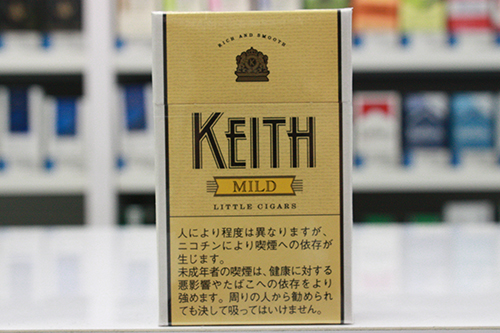 RICH AND SMOOTH
KEITH
MILD
LITTLE CIGARS
人により程度は異なりますが、
ニコチンにより喫煙への依存が
生じます。
未成年者の喫煙は、健康に対する
悪影響やたばこへの依存をより
強めます。周りの人から勧められ
ても決して吸ってはいけません。